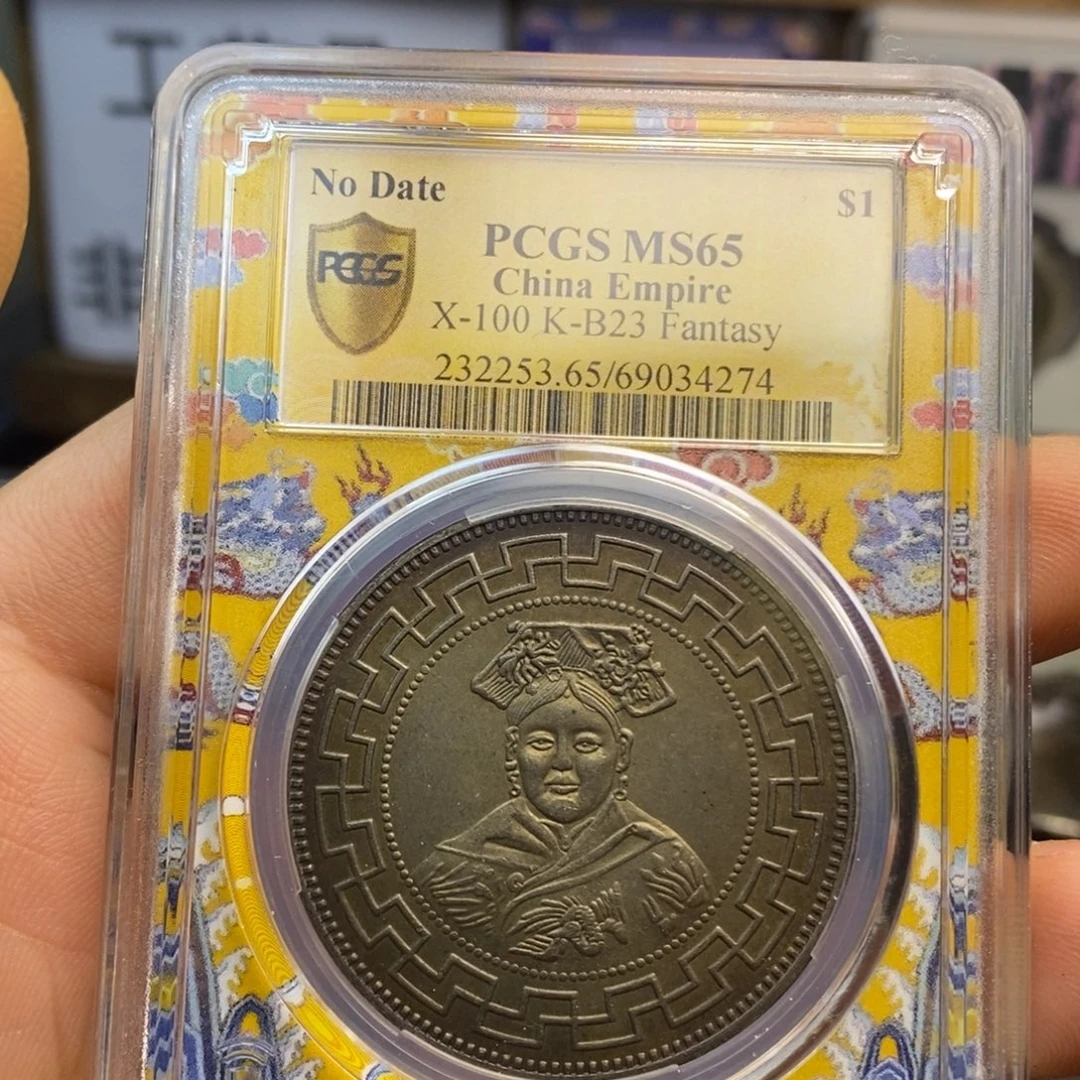 No Date
$1
PCGS
PCGS MS65
China Empire
X-100 K-B23 Fantasy
232253.65/69034274